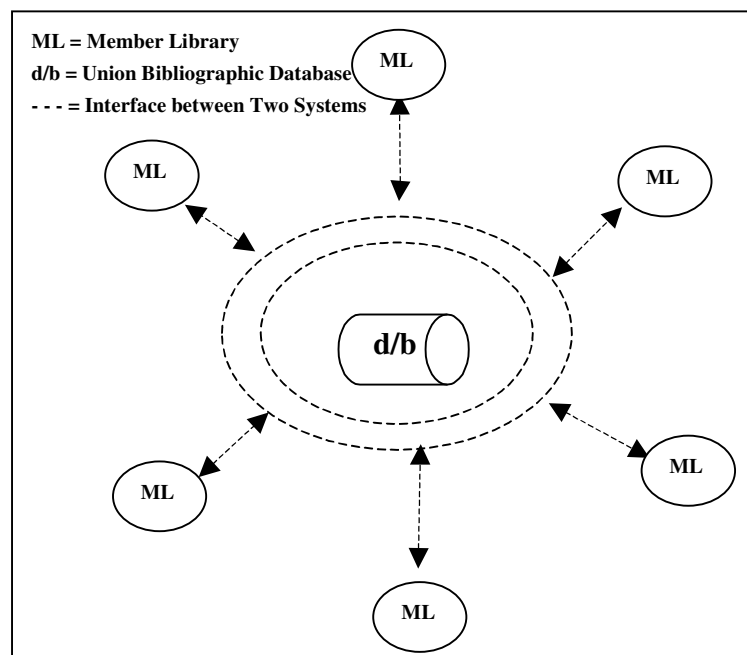 ML = Member Library
d/b = Union Bibliographic Database
- - - = Interface between Two Systems
ML
ML
ML
d/b
ML
ML
ML